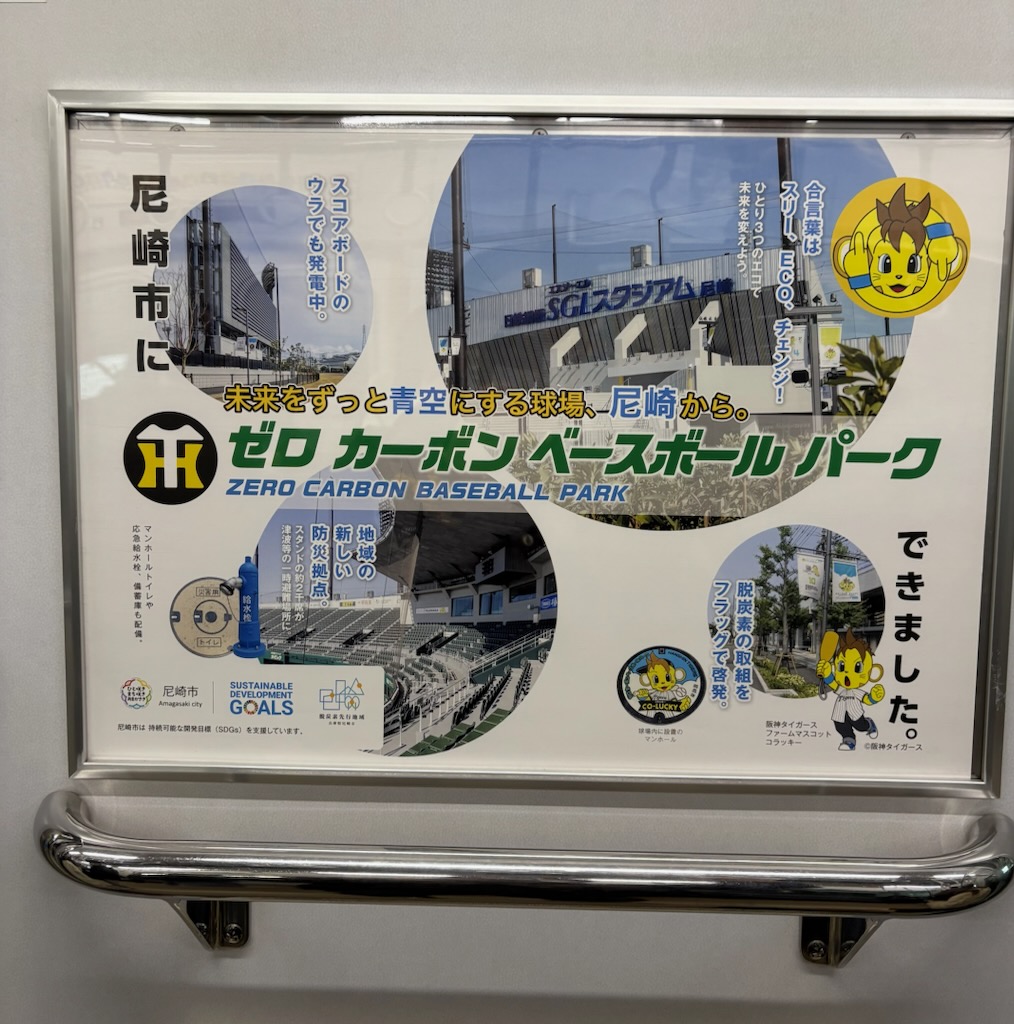 尼崎市に
スコアボードの
ウラでも発電中。
合言葉は
スリー、ECO、チェンジ!
ひとり3つのエコで
未来を変えよう。
SGLスタジアム 尼崎
未来をずっと青空にする球場、尼崎から。
ゼロ カーボン ベースボール パーク
ZERO CARBON BASEBALL PARK
地域の
新しい
防災拠点。
スタンドの約2千席が
津波等の一時避難場所に
マンホールトイレや
応急給水栓、備蓄庫も配備。
災害用
トイレ
給水栓
脱炭素の取組を
フラッグで啓発。
できました。
CO-LUCKY
球場内に設置の
マンホール
阪神タイガース
ファームマスコット
コラッキー
©阪神タイガース
尼崎市
Amagasaki city
SUSTAINABLE
DEVELOPMENT
GOALS
脱炭素先行地域
尼崎市は 持続可能な開発目標(SDGs)を支援しています。